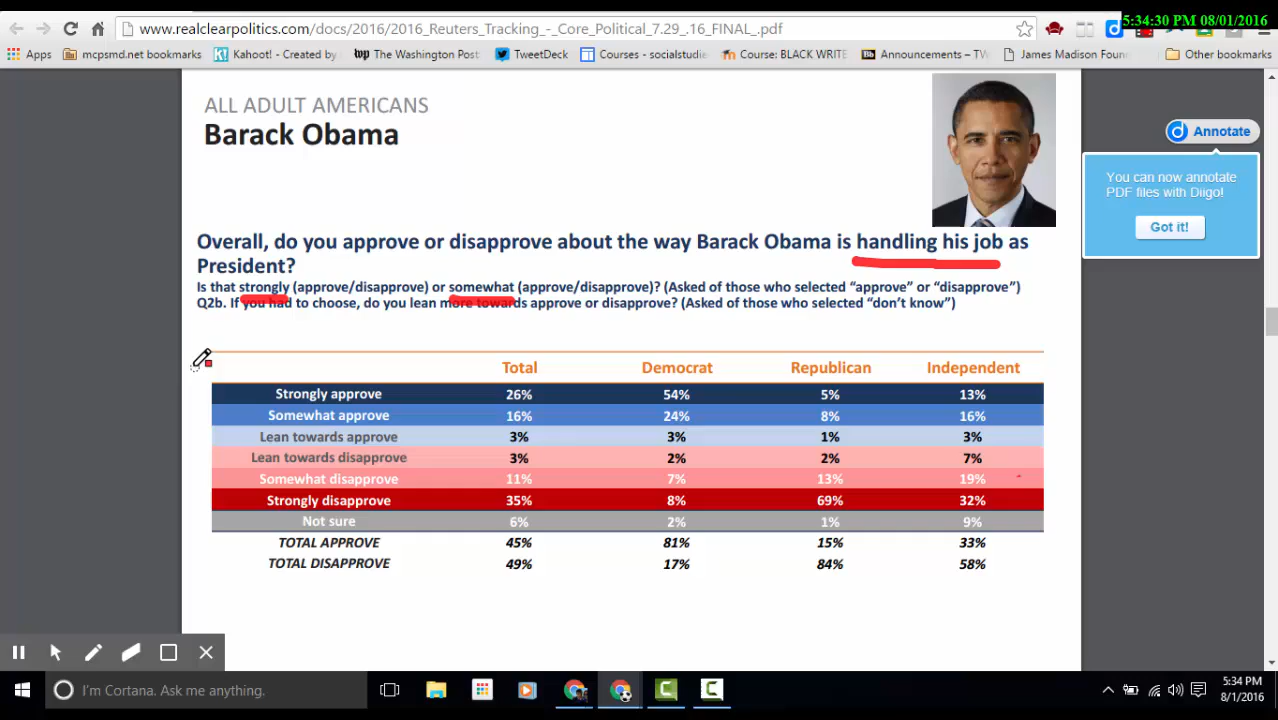 5:34:30 PM 08/01/2016
www.realclearpolitics.com/docs/2016/2016_Reuters_Tracking_-_Core_Political_7.29_.16_FINAL_.pdf
Apps mcpsmd.net bookmarks Kahoot! - Created by The Washington Post TweetDeck Courses - socialstudie Course: BLACK WRITE Announcements – TW James Madison Foun Other bookmarks
ALL ADULT AMERICANS
Barack Obama
Annotate
You can now annotate
PDF files with Diigo!
Got it!
Overall, do you approve or disapprove about the way Barack Obama is handling his job as
President?
Is that strongly (approve/disapprove) or somewhat (approve/disapprove)? (Asked of those who selected “approve” or “disapprove”)
Q2b. If you had to choose, do you lean more towards approve or disapprove? (Asked of those who selected “don’t know”)
Total Democrat Republican Independent
Strongly approve 26% 54% 5% 13%
Somewhat approve 16% 24% 8% 16%
Lean towards approve 3% 3% 1% 3%
Lean towards disapprove 3% 2% 2% 7%
Somewhat disapprove 11% 7% 13% 19%
Strongly disapprove 35% 8% 69% 32%
Not sure 6% 2% 1% 9%
TOTAL APPROVE 45% 81% 15% 33%
TOTAL DISAPPROVE 49% 17% 84% 58%
I'm Cortana. Ask me anything.
5:34 PM
8/1/2016